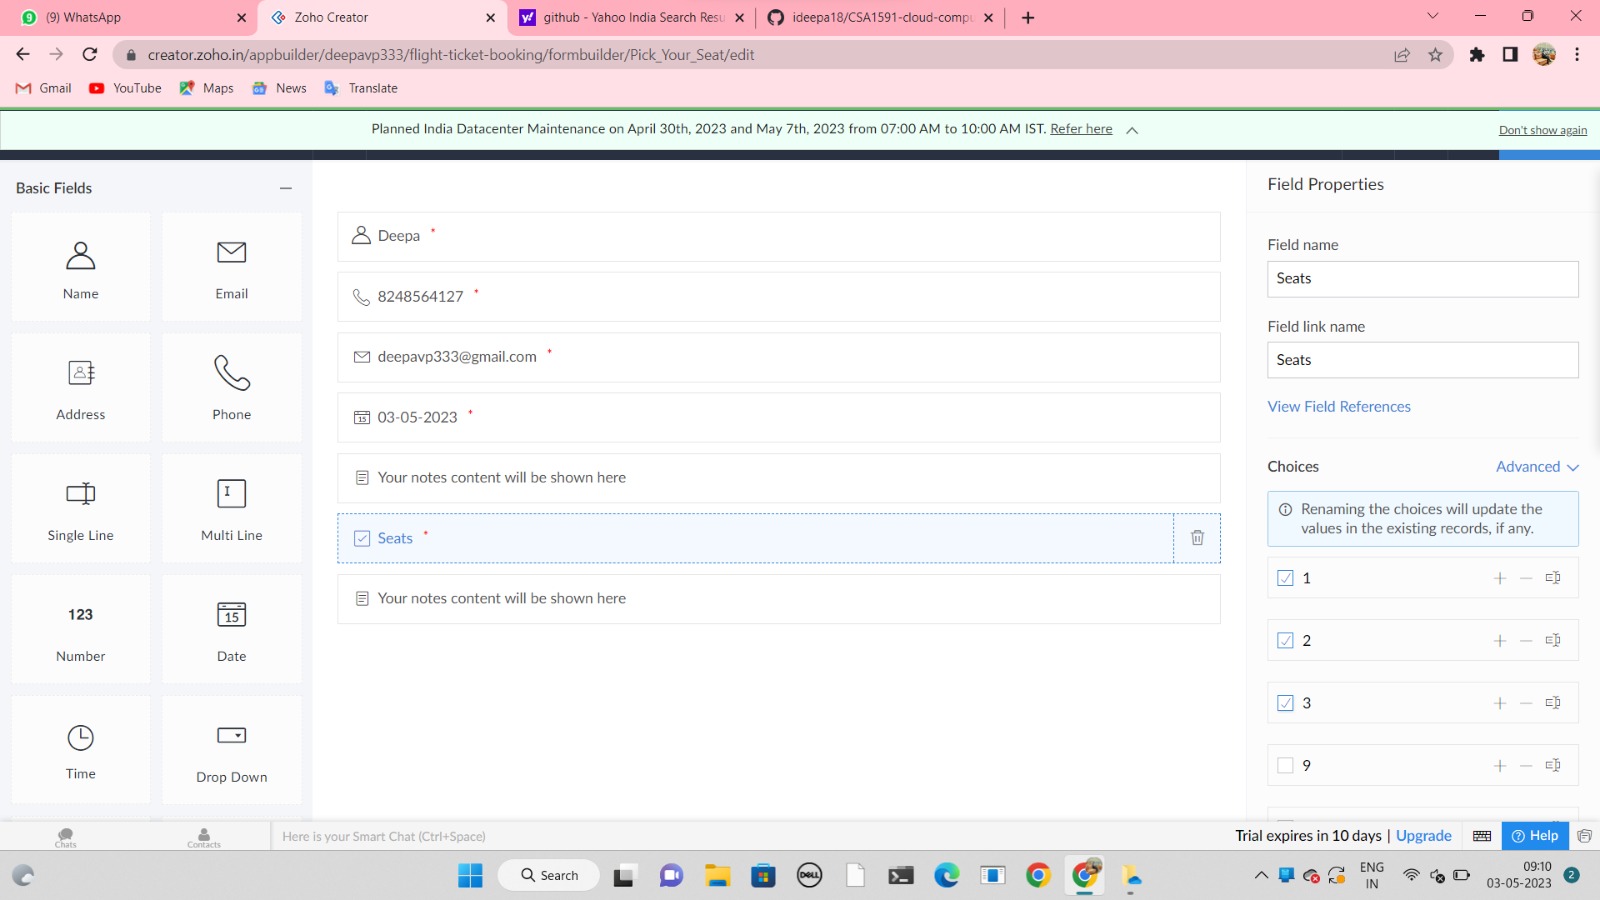 (9) WhatsApp
Zoho Creator
github - Yahoo India Search Resu
ideepa18/CSA1591-cloud-compu
creator.zoho.in/appbuilder/deepavp333/flight-ticket-booking/formbuilder/Pick_Your_Seat/edit
Gmail YouTube Maps News Translate
Planned India Datacenter Maintenance on April 30th, 2023 and May 7th, 2023 from 07:00 AM to 10:00 AM IST. Refer here
Don't show again
Basic Fields
Name Email
Address Phone
Single Line Multi Line
123 15
Number Date
Time Drop Down
Deepa *
8248564127 *
deepavp333@gmail.com *
15 03-05-2023 *
Your notes content will be shown here
Seats *
Your notes content will be shown here
Field Properties
Field name
Seats
Field link name
Seats
View Field References
Choices Advanced
Renaming the choices will update the
values in the existing records, if any.
1
2
3
9
Chats Contacts
Here is your Smart Chat (Ctrl+Space)
Trial expires in 10 days | Upgrade
Help
Search
DELL
ENG
IN
09:10
03-05-2023
2